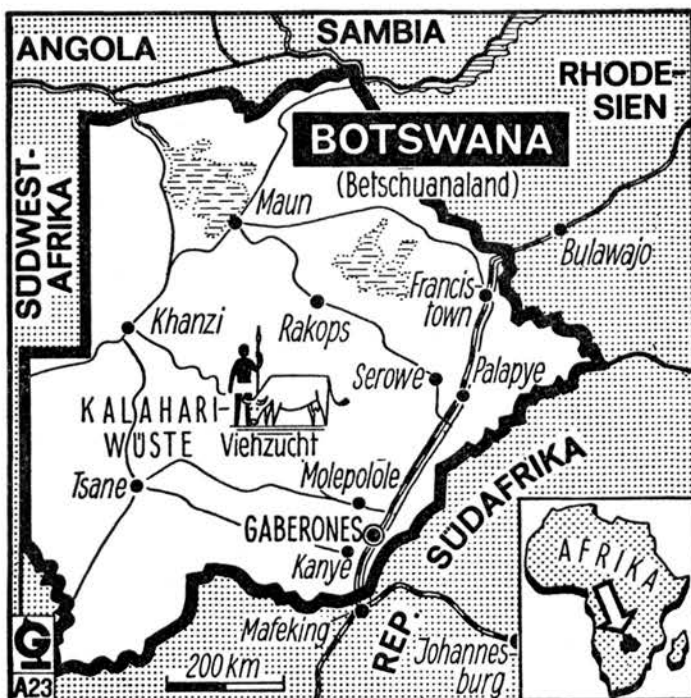 ANGOLA
SAMBIA
RHODE-
SIEN
BOTSWANA
(Betschuanaland)
SÜDWEST-
AFRIKA
Maun
Bulawajo
Francis-
town
Khanzi
Rakops
Serowe
Palapye
KALAHARI-
WÜSTE
Viehzucht
Tsane
Molepolōle
GABERONES
Kanye
REP.
SÜDAFRIKA
AFRIKA
Mafeking
Johannes-
burg
200 km
A23